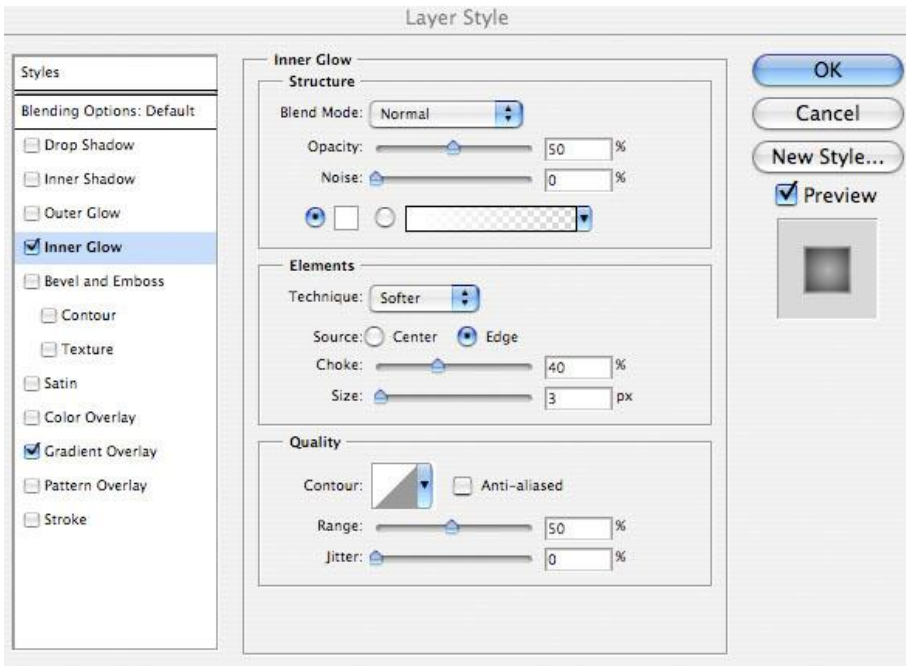 Layer Style
Styles
Blending Options: Default
Drop Shadow
Inner Shadow
Outer Glow
Inner Glow
Bevel and Emboss
Contour
Texture
Satin
Color Overlay
Gradient Overlay
Pattern Overlay
Stroke
Inner Glow
Structure
Blend Mode: Normal
Opacity: 50 %
Noise: 0 %
Elements
Technique: Softer
Source: Center Edge
Choke: 40 %
Size: 3 px
Quality
Contour: Anti-aliased
Range: 50 %
Jitter: 0 %
OK
Cancel
New Style...
Preview